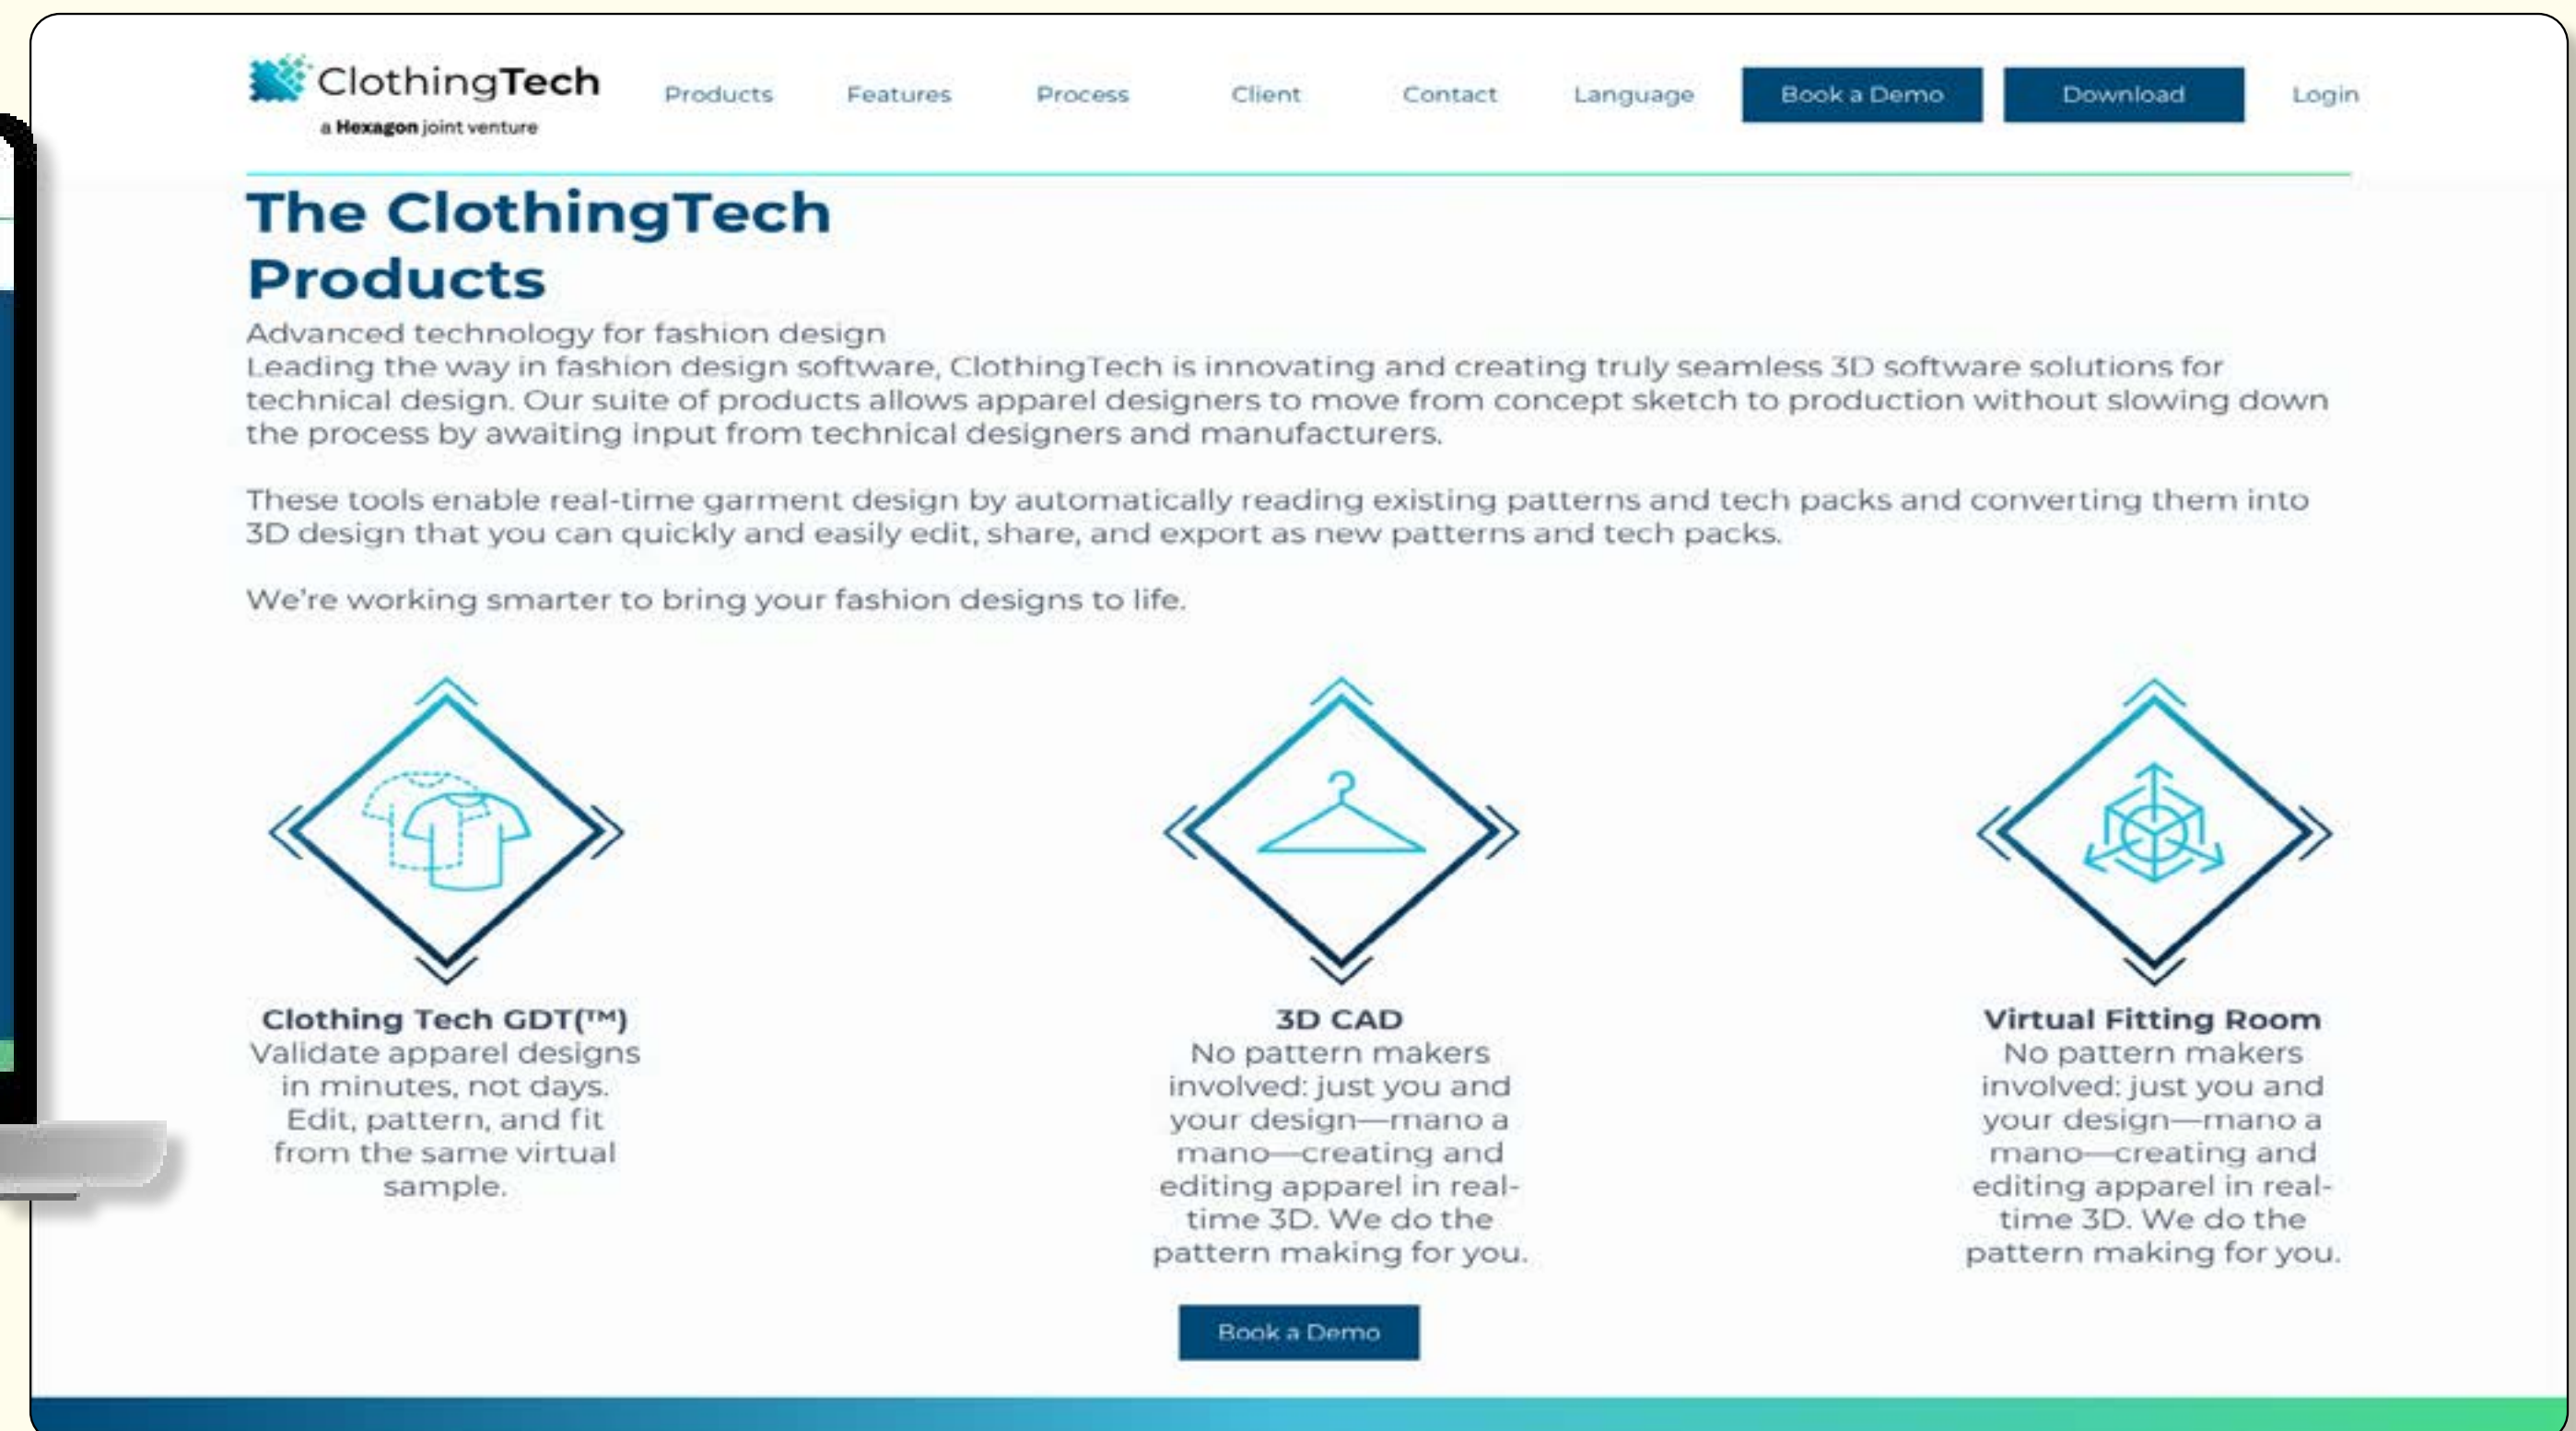 ClothingTech
a Hexagon joint venture
Products
Features
Process
Client
Contact
Language
Book a Demo
Download
Login
The ClothingTech
Products
Advanced technology for fashion design
Leading the way in fashion design software, ClothingTech is innovating and creating truly seamless 3D software solutions for
technical design. Our suite of products allows apparel designers to move from concept sketch to production without slowing down
the process by awaiting input from technical designers and manufacturers.
These tools enable real-time garment design by automatically reading existing patterns and tech packs and converting them into
3D design that you can quickly and easily edit, share, and export as new patterns and tech packs.
We're working smarter to bring your fashion designs to life.
Clothing Tech GDT(™)
Validate apparel designs
in minutes, not days.
Edit, pattern, and fit
from the same virtual
sample.
3D CAD
No pattern makers
involved: just you and
your design—mano a
mano—creating and
editing apparel in real-
time 3D. We do the
pattern making for you.
Virtual Fitting Room
No pattern makers
involved: just you and
your design—mano a
mano—creating and
editing apparel in real-
time 3D. We do the
pattern making for you.
Book a Demo